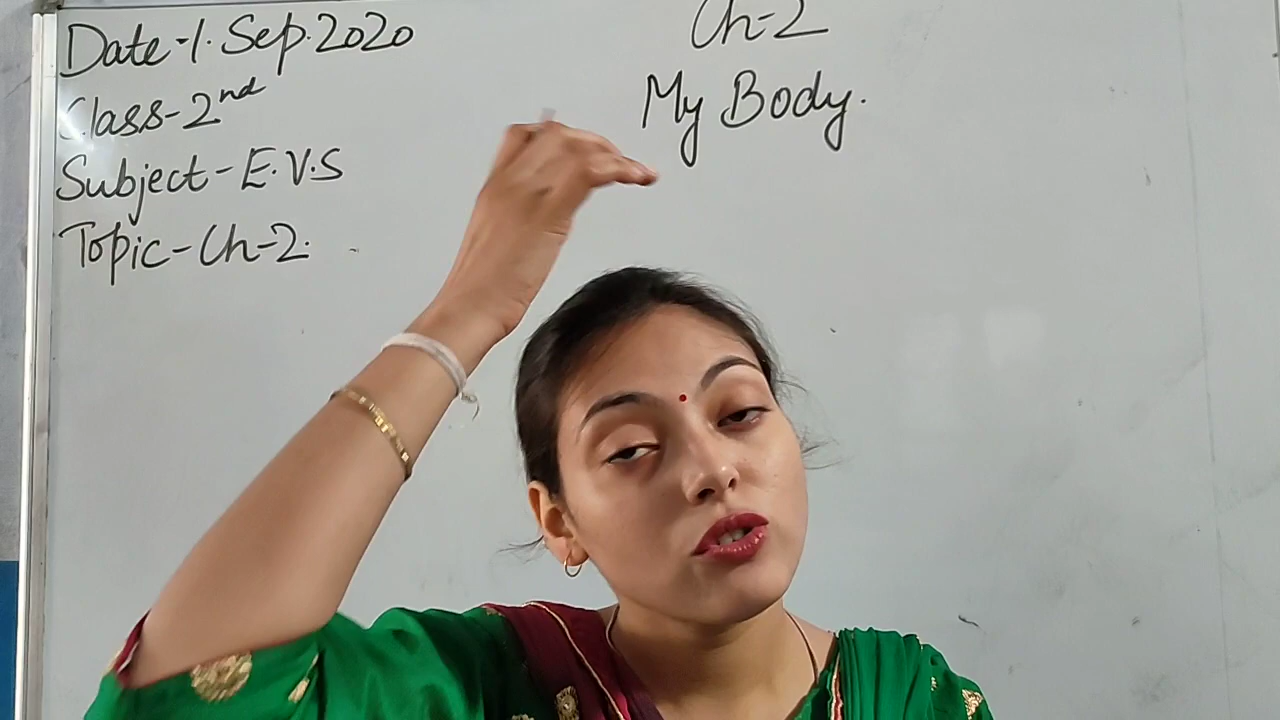 Date-1.Sep.2020
Class-2nd
Subject-E.V.S
Topic-Ch-2.
Ch-2
My Body.